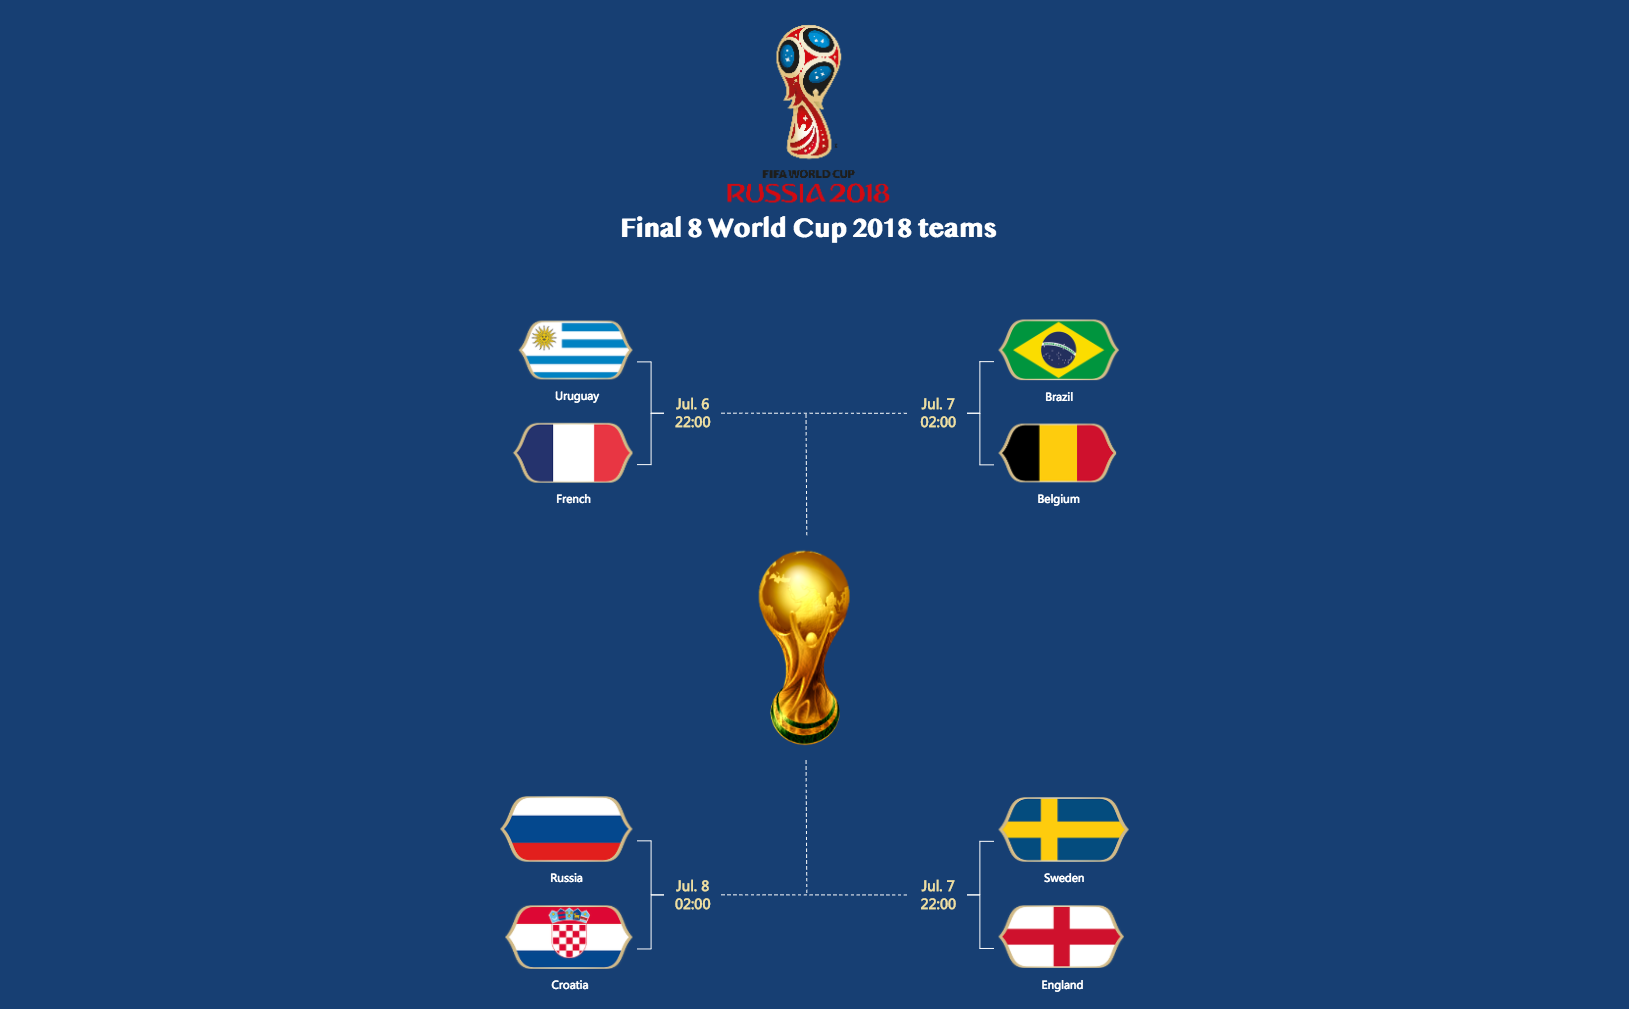 FIFA WORLD CUP
RUSSIA 2018
Final 8 World Cup 2018 teams
Uruguay
Jul. 6
22:00
French
Brazil
Jul. 7
02:00
Belgium
Russia
Jul. 8
02:00
Croatia
Sweden
Jul. 7
22:00
England